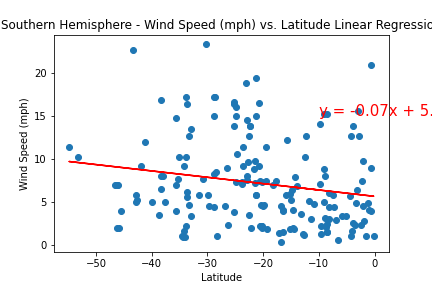 Southern Hemisphere - Wind Speed (mph) vs. Latitude Linear Regressio
y = -0.07x + 5.
Wind Speed (mph)
20
15
10
5
0
−50
−40
−30
−20
−10
0
Latitude